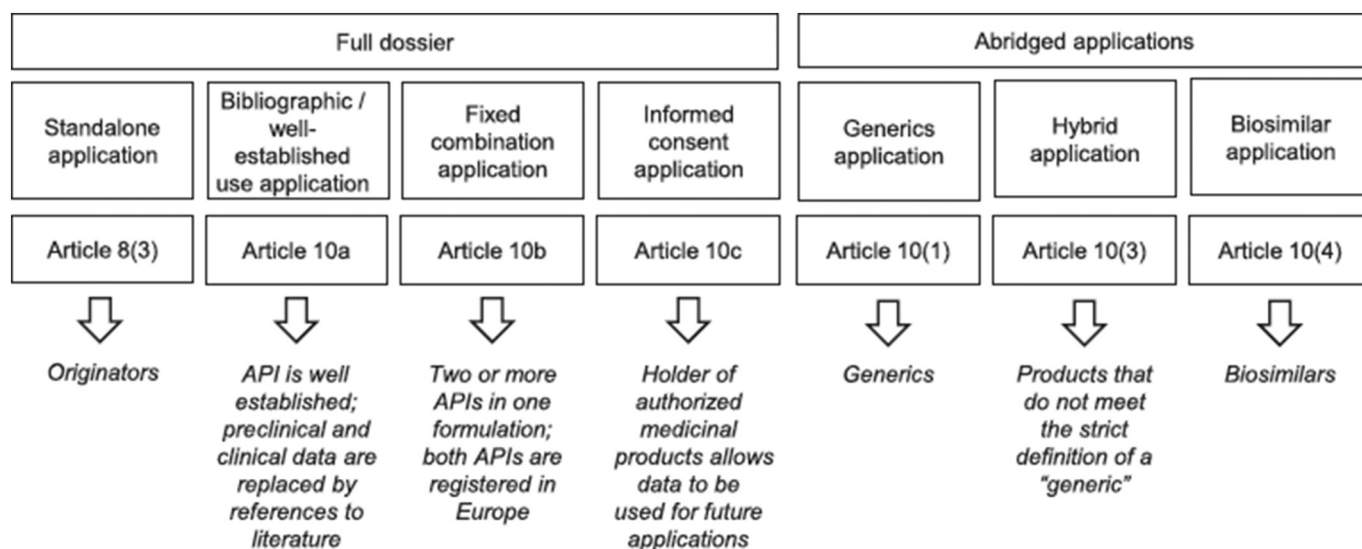 Full dossier
Abridged applications
Standalone
application
Bibliographic /
well-
established
use application
Fixed
combination
application
Informed
consent
application
Generics
application
Hybrid
application
Biosimilar
application
Article 8(3)
Article 10a
Article 10b
Article 10c
Article 10(1)
Article 10(3)
Article 10(4)
Originators
API is well
established;
preclinical and
clinical data are
replaced by
references to
literature
Two or more
APIs in one
formulation;
both APIs are
registered in
Europe
Holder of
authorized
medicinal
products allows
data to be
used for future
applications
Generics
Products that
do not meet
the strict
definition of a
“generic”
Biosimilars